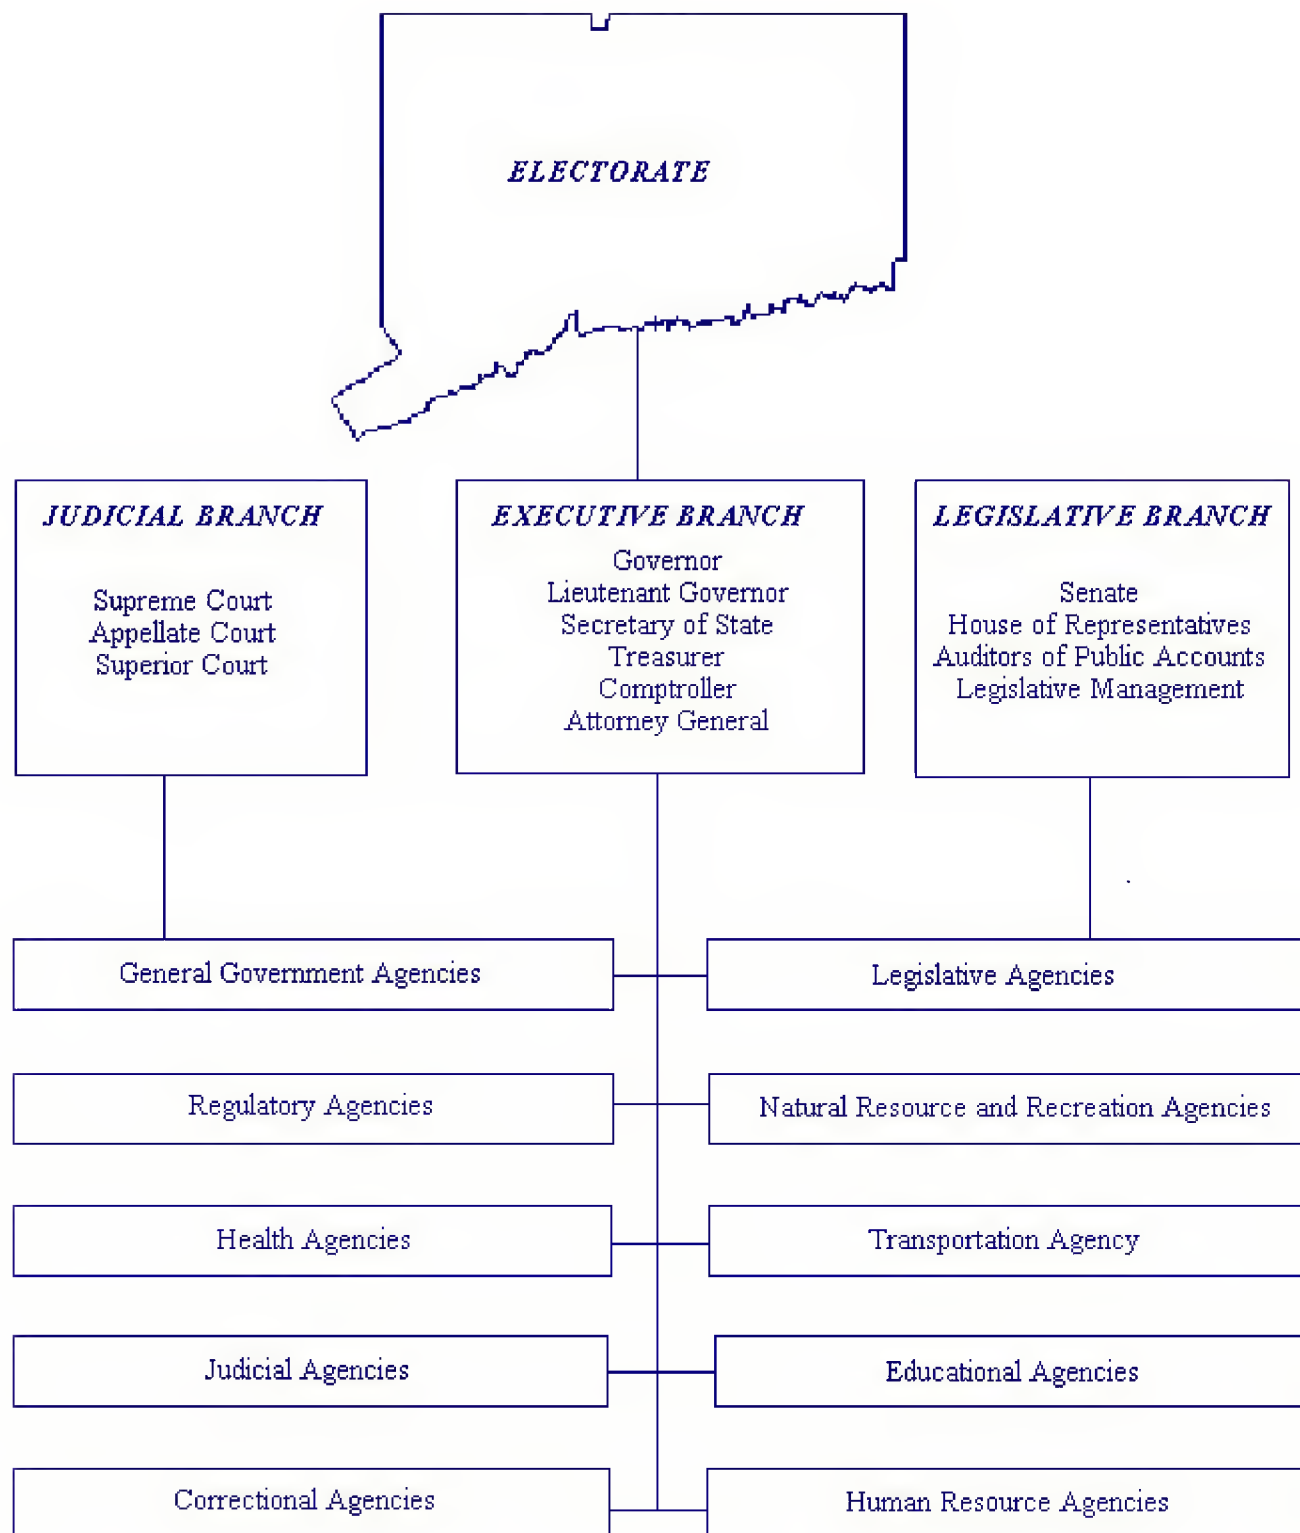 ELECTORATE
JUDICIAL BRANCH
Supreme Court
Appellate Court
Superior Court
EXECUTIVE BRANCH
Governor
Lieutenant Governor
Secretary of State
Treasurer
Comptroller
Attorney General
LEGISLATIVE BRANCH
Senate
House of Representatives
Auditors of Public Accounts
Legislative Management
General Government Agencies
Legislative Agencies
Regulatory Agencies
Natural Resource and Recreation Agencies
Health Agencies
Transportation Agency
Judicial Agencies
Educational Agencies
Correctional Agencies
Human Resource Agencies